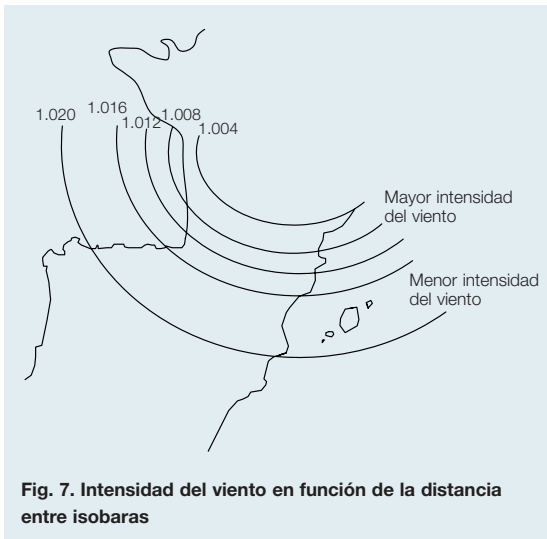 1.020
1.016
1.012
1.008
1.004
Mayor intensidad
del viento
Menor intensidad
del viento
Fig. 7. Intensidad del viento en función de la distancia
entre isobaras